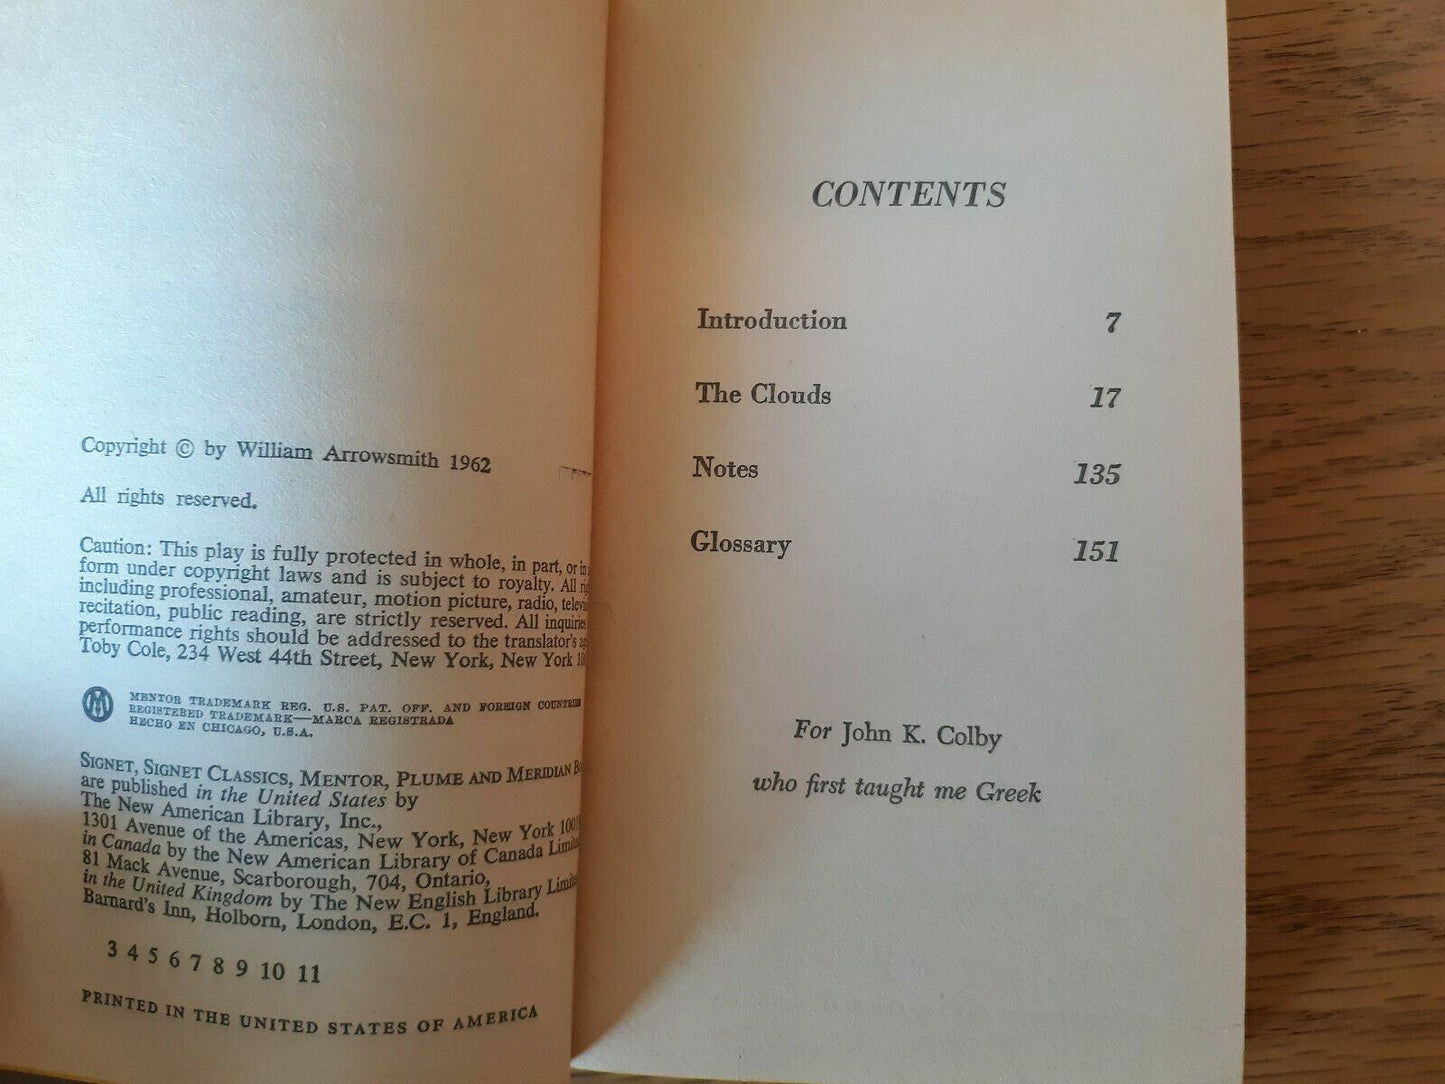 Copyright © by William Arrowsmith 1962
All rights reserved.
Caution: This play is fully protected in whole, in part, or in
form under copyright laws and is subject to royalty. All
including professional, amateur, motion picture, radio,
recitation, public reading, are strictly reserved. All inquiries
performance rights should be addressed to the translator's
Toby Cole, 234 West 44th Street, New York, New York
MENTOR TRADEMARK REG. U.S. PAT. OFF. AND FOREIGN COUNTRIES
REGISTERED TRADEMARK—MARCA REGISTRADA
HECHO EN CHICAGO, U.S.A.
SIGNET, SIGNET CLASSICS, MENTOR, PLUME AND MERIDIAN
are published in the United States by
The New American Library, Inc.,
1301 Avenue of the Americas, New York, New York
in Canada by the New American Library of Canada
81 Mack Avenue, Scarborough, 704, Ontario,
in the United Kingdom by The New English Library
Barnard's Inn, Holborn, London, E.C. 1, England.
3 4 5 6 7 8 9 10 11
PRINTED IN THE UNITED STATES OF AMERICA
CONTENTS
Introduction 7
The Clouds 17
Notes 135
Glossary 151
For John K. Colby
who first taught me Greek